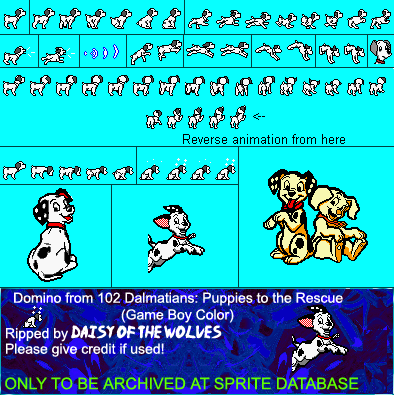 <--
Reverse animation from here
Domino from 102 Dalmatians: Puppies to the Rescue
(Game Boy Color)
Ripped by DAISY OF THE WOLVES
Please give credit if used!
ONLY TO BE ARCHIVED AT SPRITE DATABASE